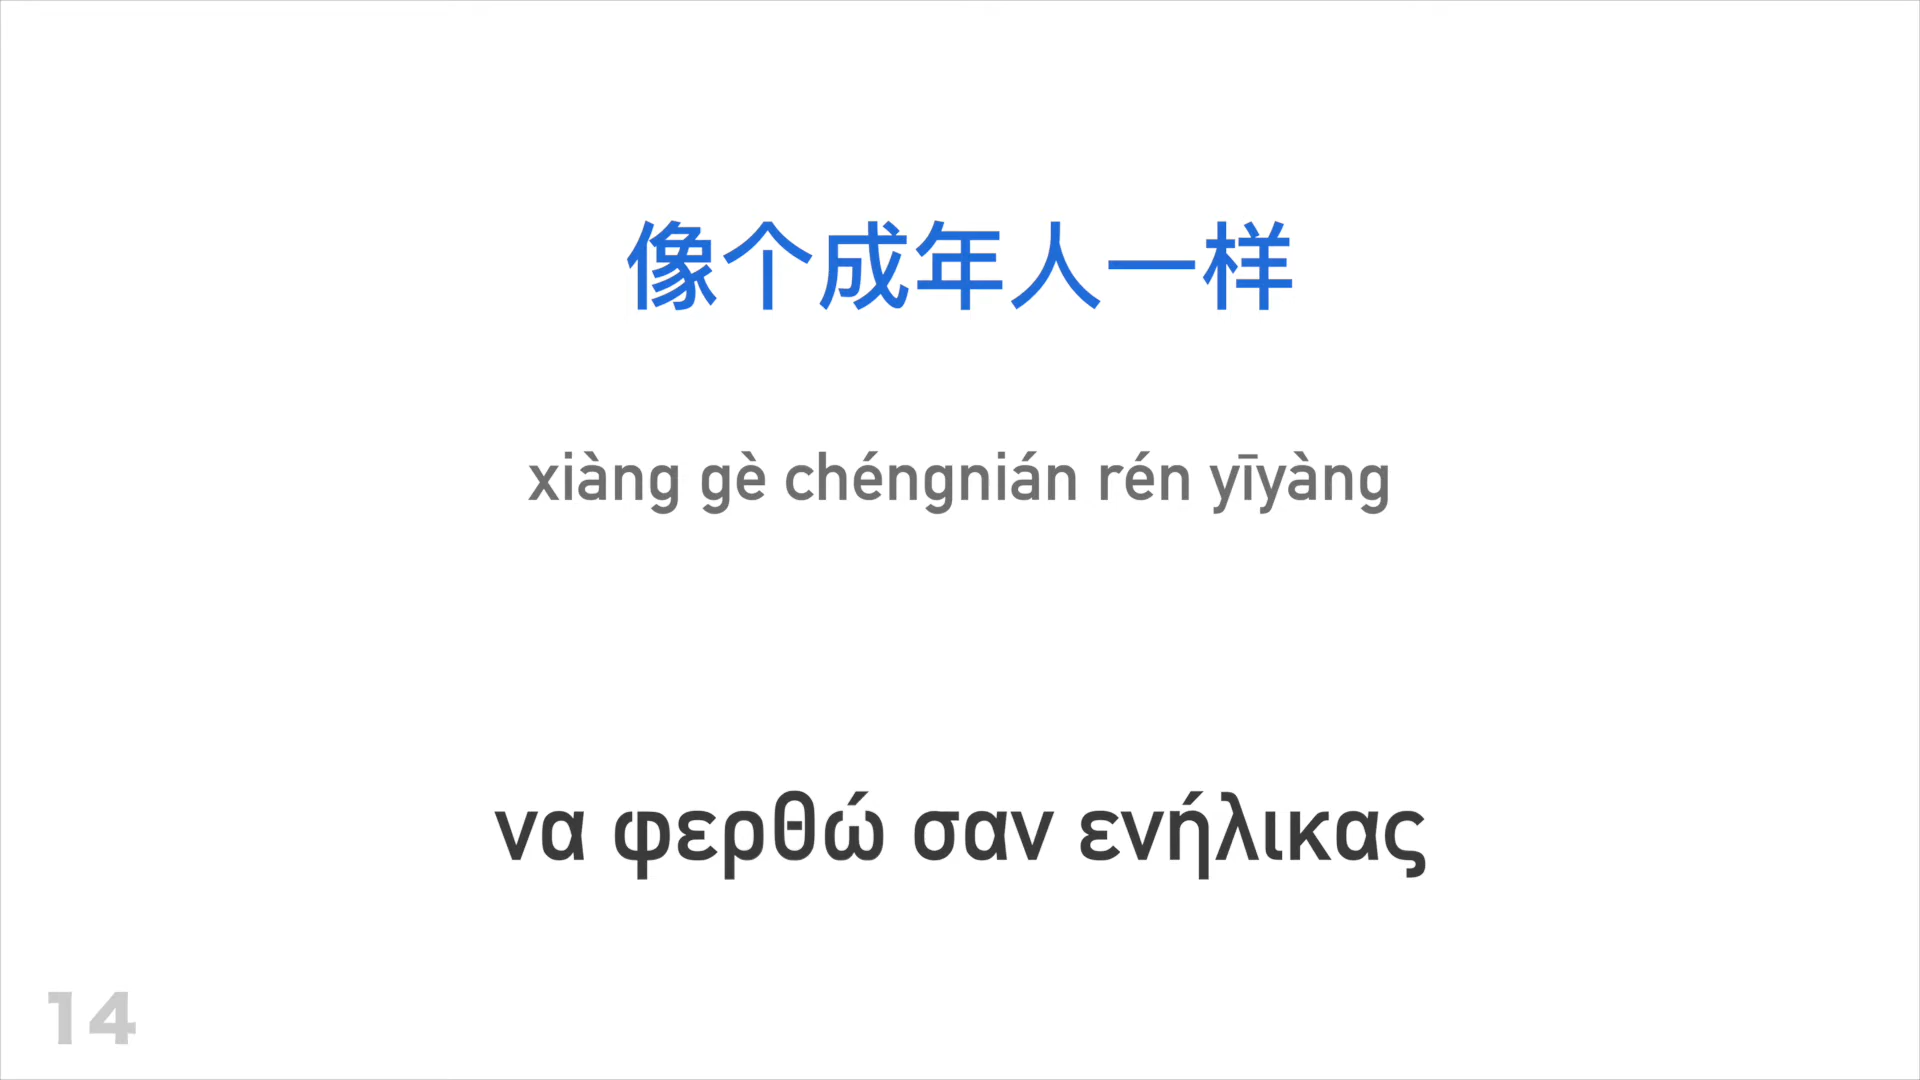 像个成年人一样
xiàng gè chéngnián rén yīyàng
να φερθώ σαν ενήλικας
14